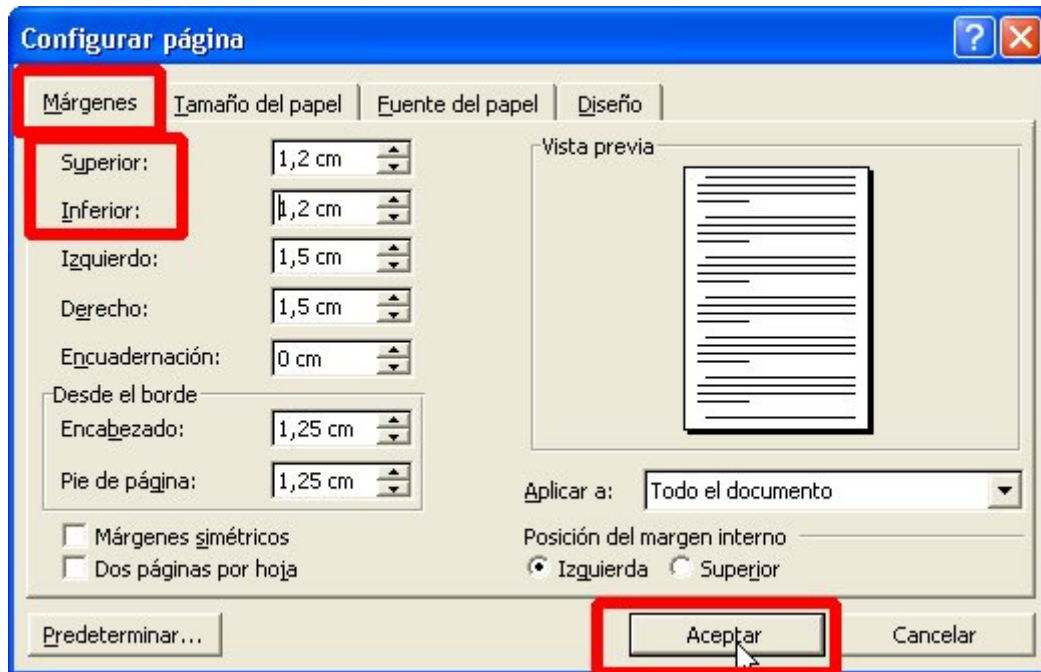 Configurar página
Márgenes Tamaño del papel Fuente del papel Diseño
Superior: 1,2 cm
Inferior: 1,2 cm
Izquierdo: 1,5 cm
Derecho: 1,5 cm
Encuadernación: 0 cm
Desde el borde
Encabezado: 1,25 cm
Pie de página: 1,25 cm
Márgenes simétricos
Dos páginas por hoja
Vista previa
Aplicar a: Todo el documento
Posición del margen interno
Izquierda Superior
Predeterminar... Aceptar Cancelar